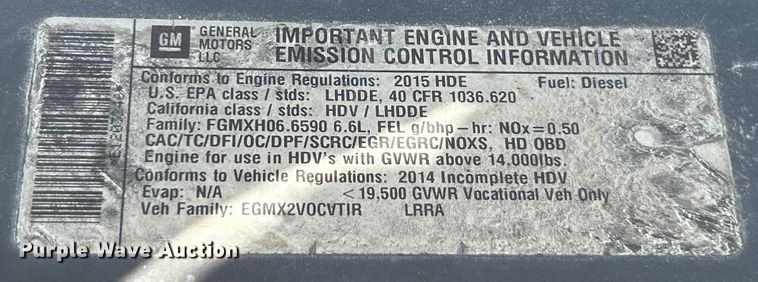 GM
GENERAL MOTORS LLC
IMPORTANT ENGINE AND VEHICLE
EMISSION CONTROL INFORMATION
Conforms to Engine Regulations: 2015 HDE Fuel: Diesel
U.S. EPA class / stds: LHDDE, 40 CFR 1036.620
California class / stds: HDV / LHDDE
Family: FGMXH06.6590 6.6L, FEL g/bhp-hr: NOx=0.50
CAC/TC/DFI/OC/DPF/SCRC/EGR/EGRC/NOXS, HD OBD
Engine for use in HDV's with GVWR above 14,000lbs.
Conforms to Vehicle Regulations: 2014 Incomplete HDV
Evap: N/A <19,500 GVWR Vocational Veh Only
Veh Family: EGMX2VOCVTIR LRRA
Purple Wave Auction